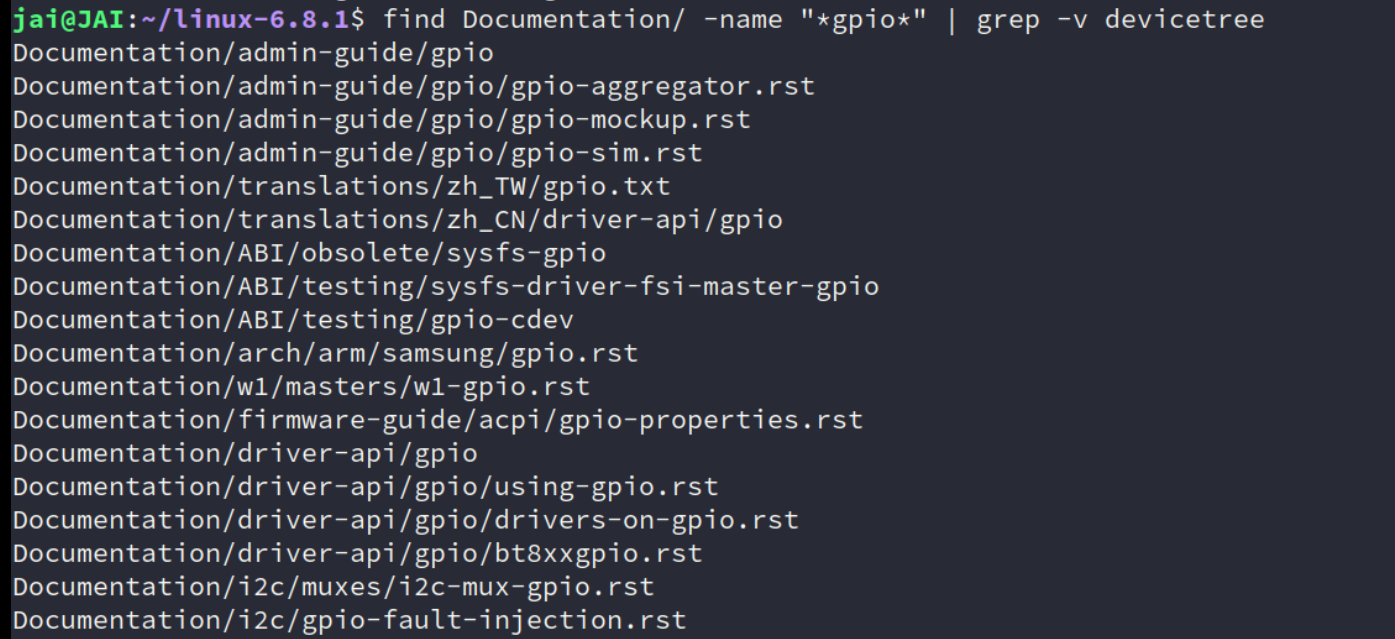 jai@JAI:~/linux-6.8.1$ find Documentation/ -name "*gpio*" | grep -v devicetree
Documentation/admin-guide/gpio
Documentation/admin-guide/gpio/gpio-aggregator.rst
Documentation/admin-guide/gpio/gpio-mockup.rst
Documentation/admin-guide/gpio/gpio-sim.rst
Documentation/translations/zh_TW/gpio.txt
Documentation/translations/zh_CN/driver-api/gpio
Documentation/ABI/obsolete/sysfs-gpio
Documentation/ABI/testing/sysfs-driver-fsi-master-gpio
Documentation/ABI/testing/gpio-cdev
Documentation/arch/arm/samsung/gpio.rst
Documentation/w1/masters/w1-gpio.rst
Documentation/firmware-guide/acpi/gpio-properties.rst
Documentation/driver-api/gpio
Documentation/driver-api/gpio/using-gpio.rst
Documentation/driver-api/gpio/drivers-on-gpio.rst
Documentation/driver-api/gpio/bt8xxgpio.rst
Documentation/i2c/muxes/i2c-mux-gpio.rst
Documentation/i2c/gpio-fault-injection.rst